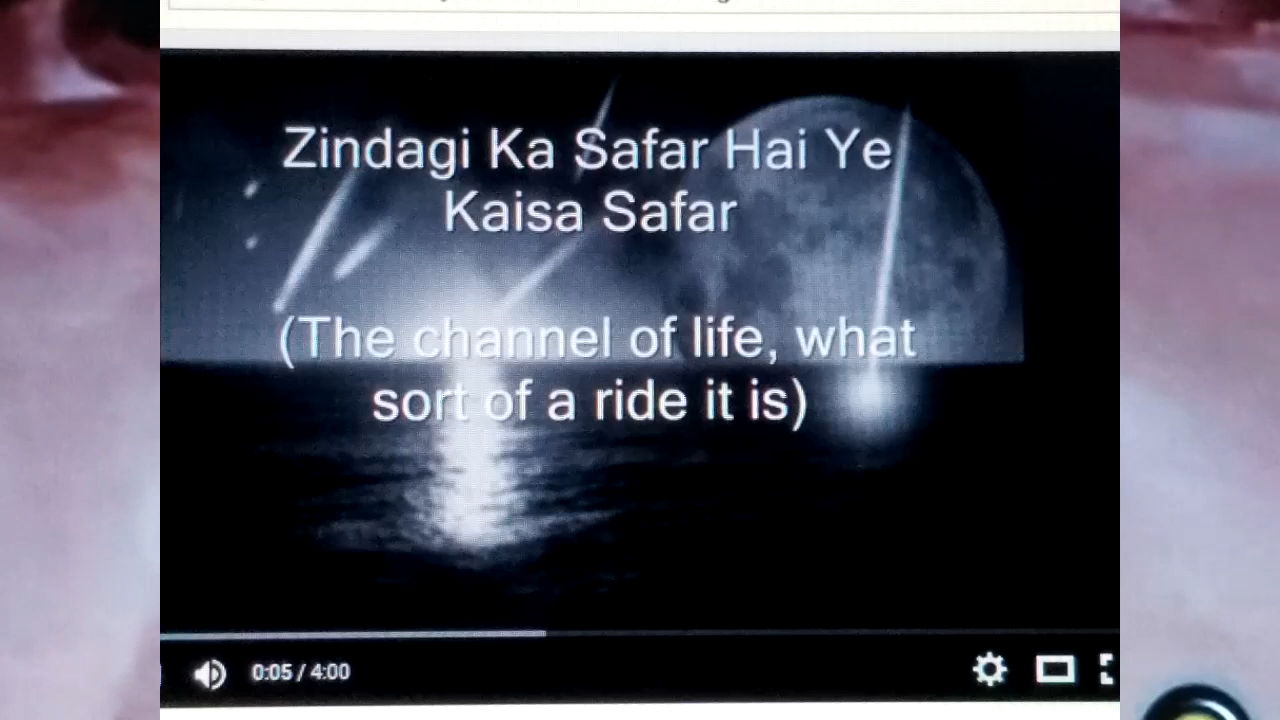 Zindagi Ka Safar Hai Ye
Kaisa Safar
(The channel of life, what
sort of a ride it is)
0:05 / 4:00